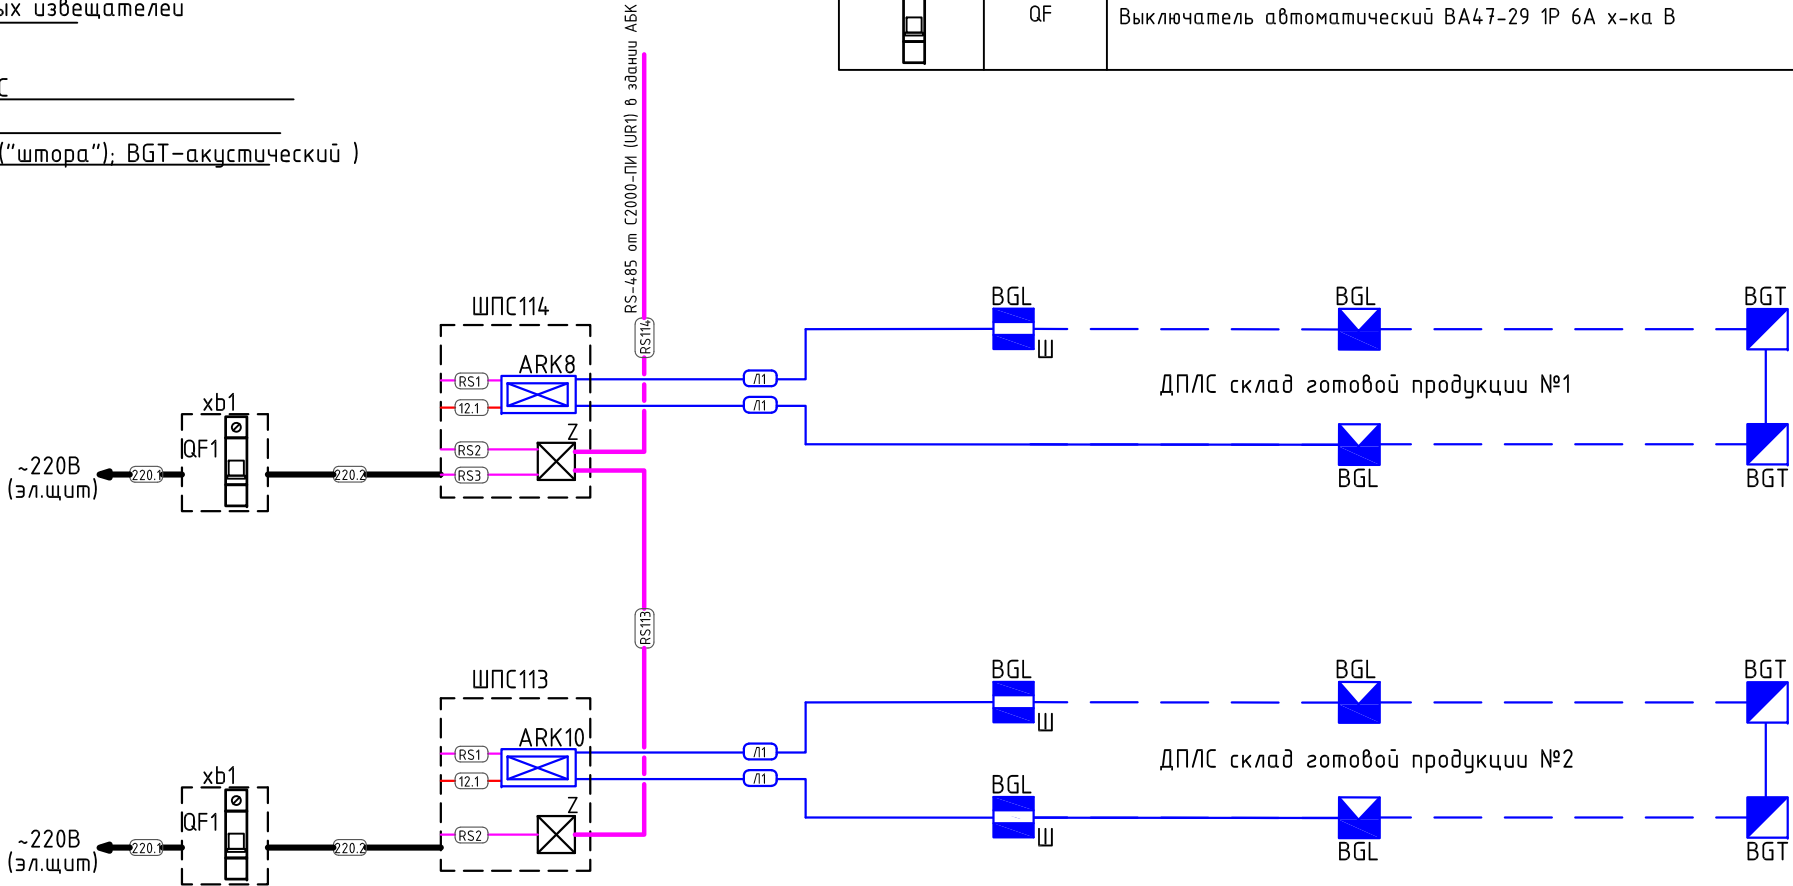 ых извещателей
С
("штора"); BGT-акустический )
QF
Выключатель автоматический ВА47-29 1Р 6А х-ка В
RS-485 от С2000-ПИ (UR1) в здании АБК
RS114
ШПС114
ARK8
RS1
12.1
Z
RS2
RS3
xb1
QF1
~220В
(эл.щит)
220.1
220.2
Л1
Л1
BGL
Ш
BGL
BGT
ДПЛС склад готовой продукции №1
BGL
BGT
RS113
ШПС113
ARK10
RS1
12.1
Z
RS2
xb1
QF1
~220В
(эл.щит)
220.1
220.2
Л1
Л1
BGL
Ш
BGL
BGT
ДПЛС склад готовой продукции №2
BGL
Ш
BGL
BGT